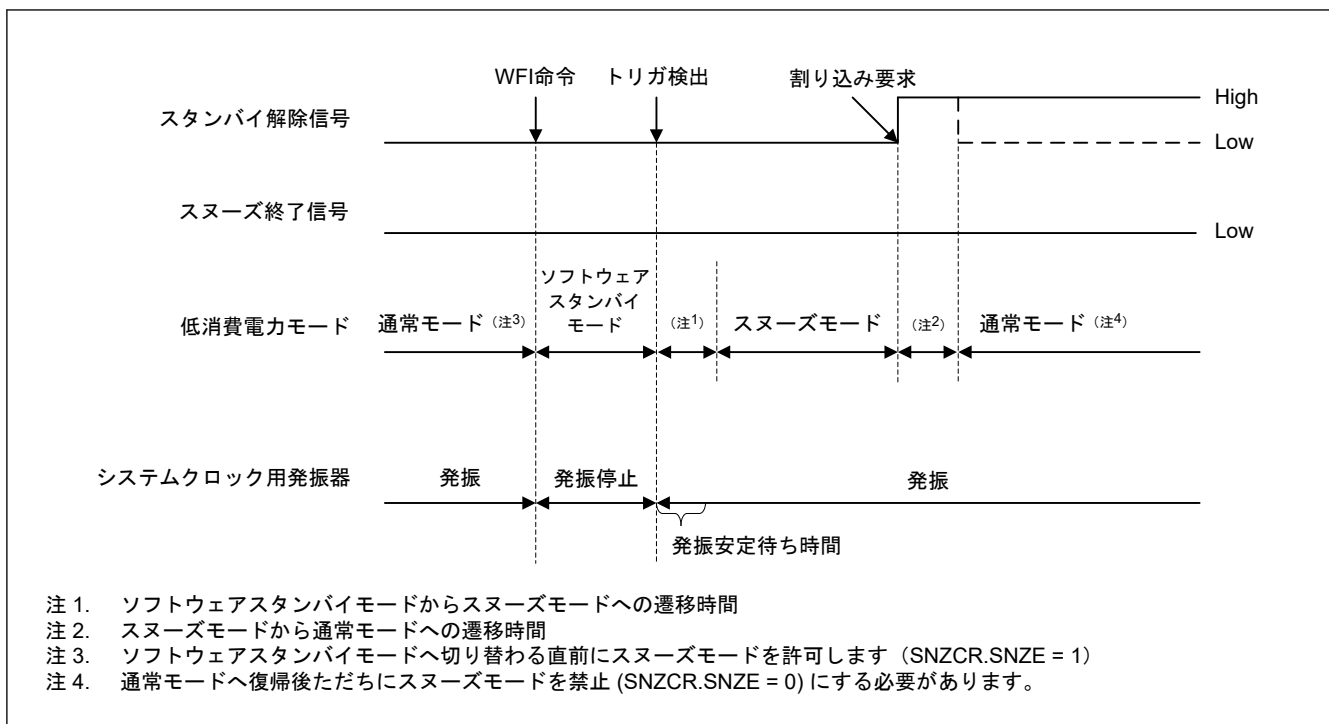 WFI命令 トリガ検出 割り込み要求
スタンバイ解除信号 High
Low
スヌーズ終了信号 Low
ソフトウェア
スタンバイ
モード
低消費電力モード 通常モード（注3） （注1） スヌーズモード （注2） 通常モード（注4）
システムクロック用発振器 発振 発振停止 発振
発振安定待ち時間
注 1. ソフトウェアスタンバイモードからスヌーズモードへの遷移時間
注 2. スヌーズモードから通常モードへの遷移時間
注 3. ソフトウェアスタンバイモードへ切り替わる直前にスヌーズモードを許可します（SNZCR.SNZE = 1）
注 4. 通常モードへ復帰後ただちにスヌーズモードを禁止 (SNZCR.SNZE = 0) にする必要があります。